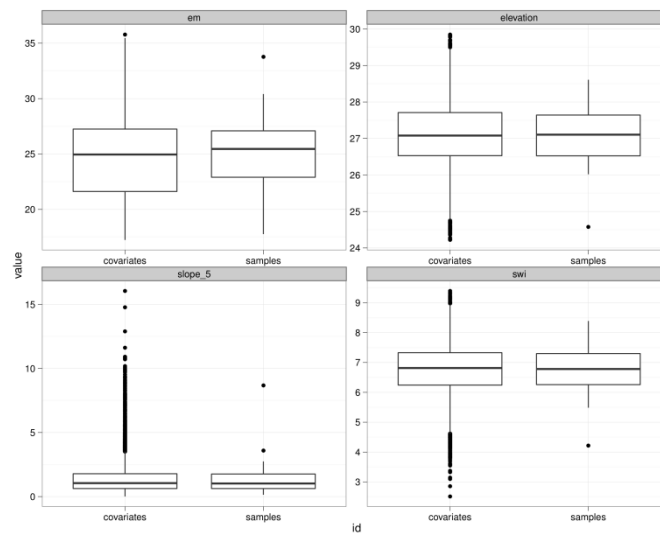 em
elevation
35
30
25
20
30
29
28
27
26
25
24
covariates
samples
covariates
samples
value
slope_5
swi
15
10
5
0
9
8
7
6
5
4
3
covariates
samples
covariates
samples
id